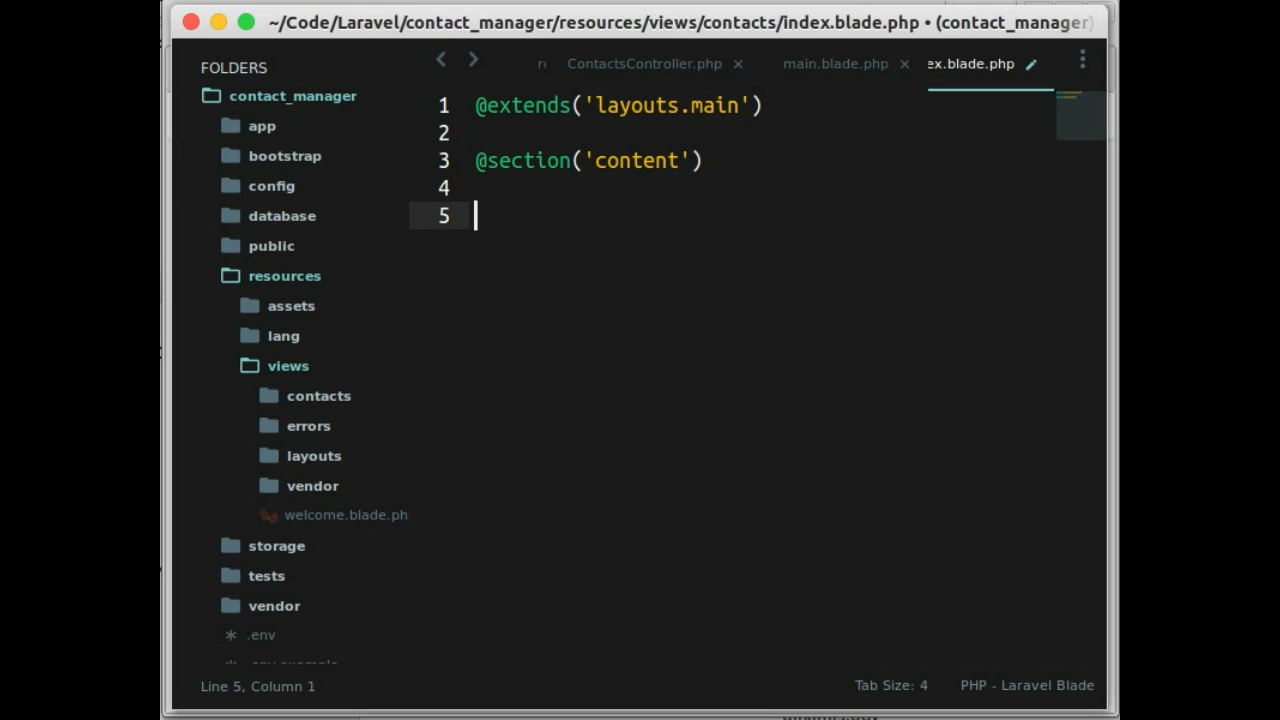 ~/Code/Laravel/contact_manager/resources/views/contacts/index.blade.php • (contact_manager)
FOLDERS
contact_manager
app
bootstrap
config
database
public
resources
assets
lang
views
contacts
errors
layouts
vendor
welcome.blade.ph
storage
tests
vendor
.env
ContactsController.php ×
main.blade.php ×
ex.blade.php
1 @extends('layouts.main')
2
3 @section('content')
4
5
Line 5, Column 1
Tab Size: 4
PHP - Laravel Blade